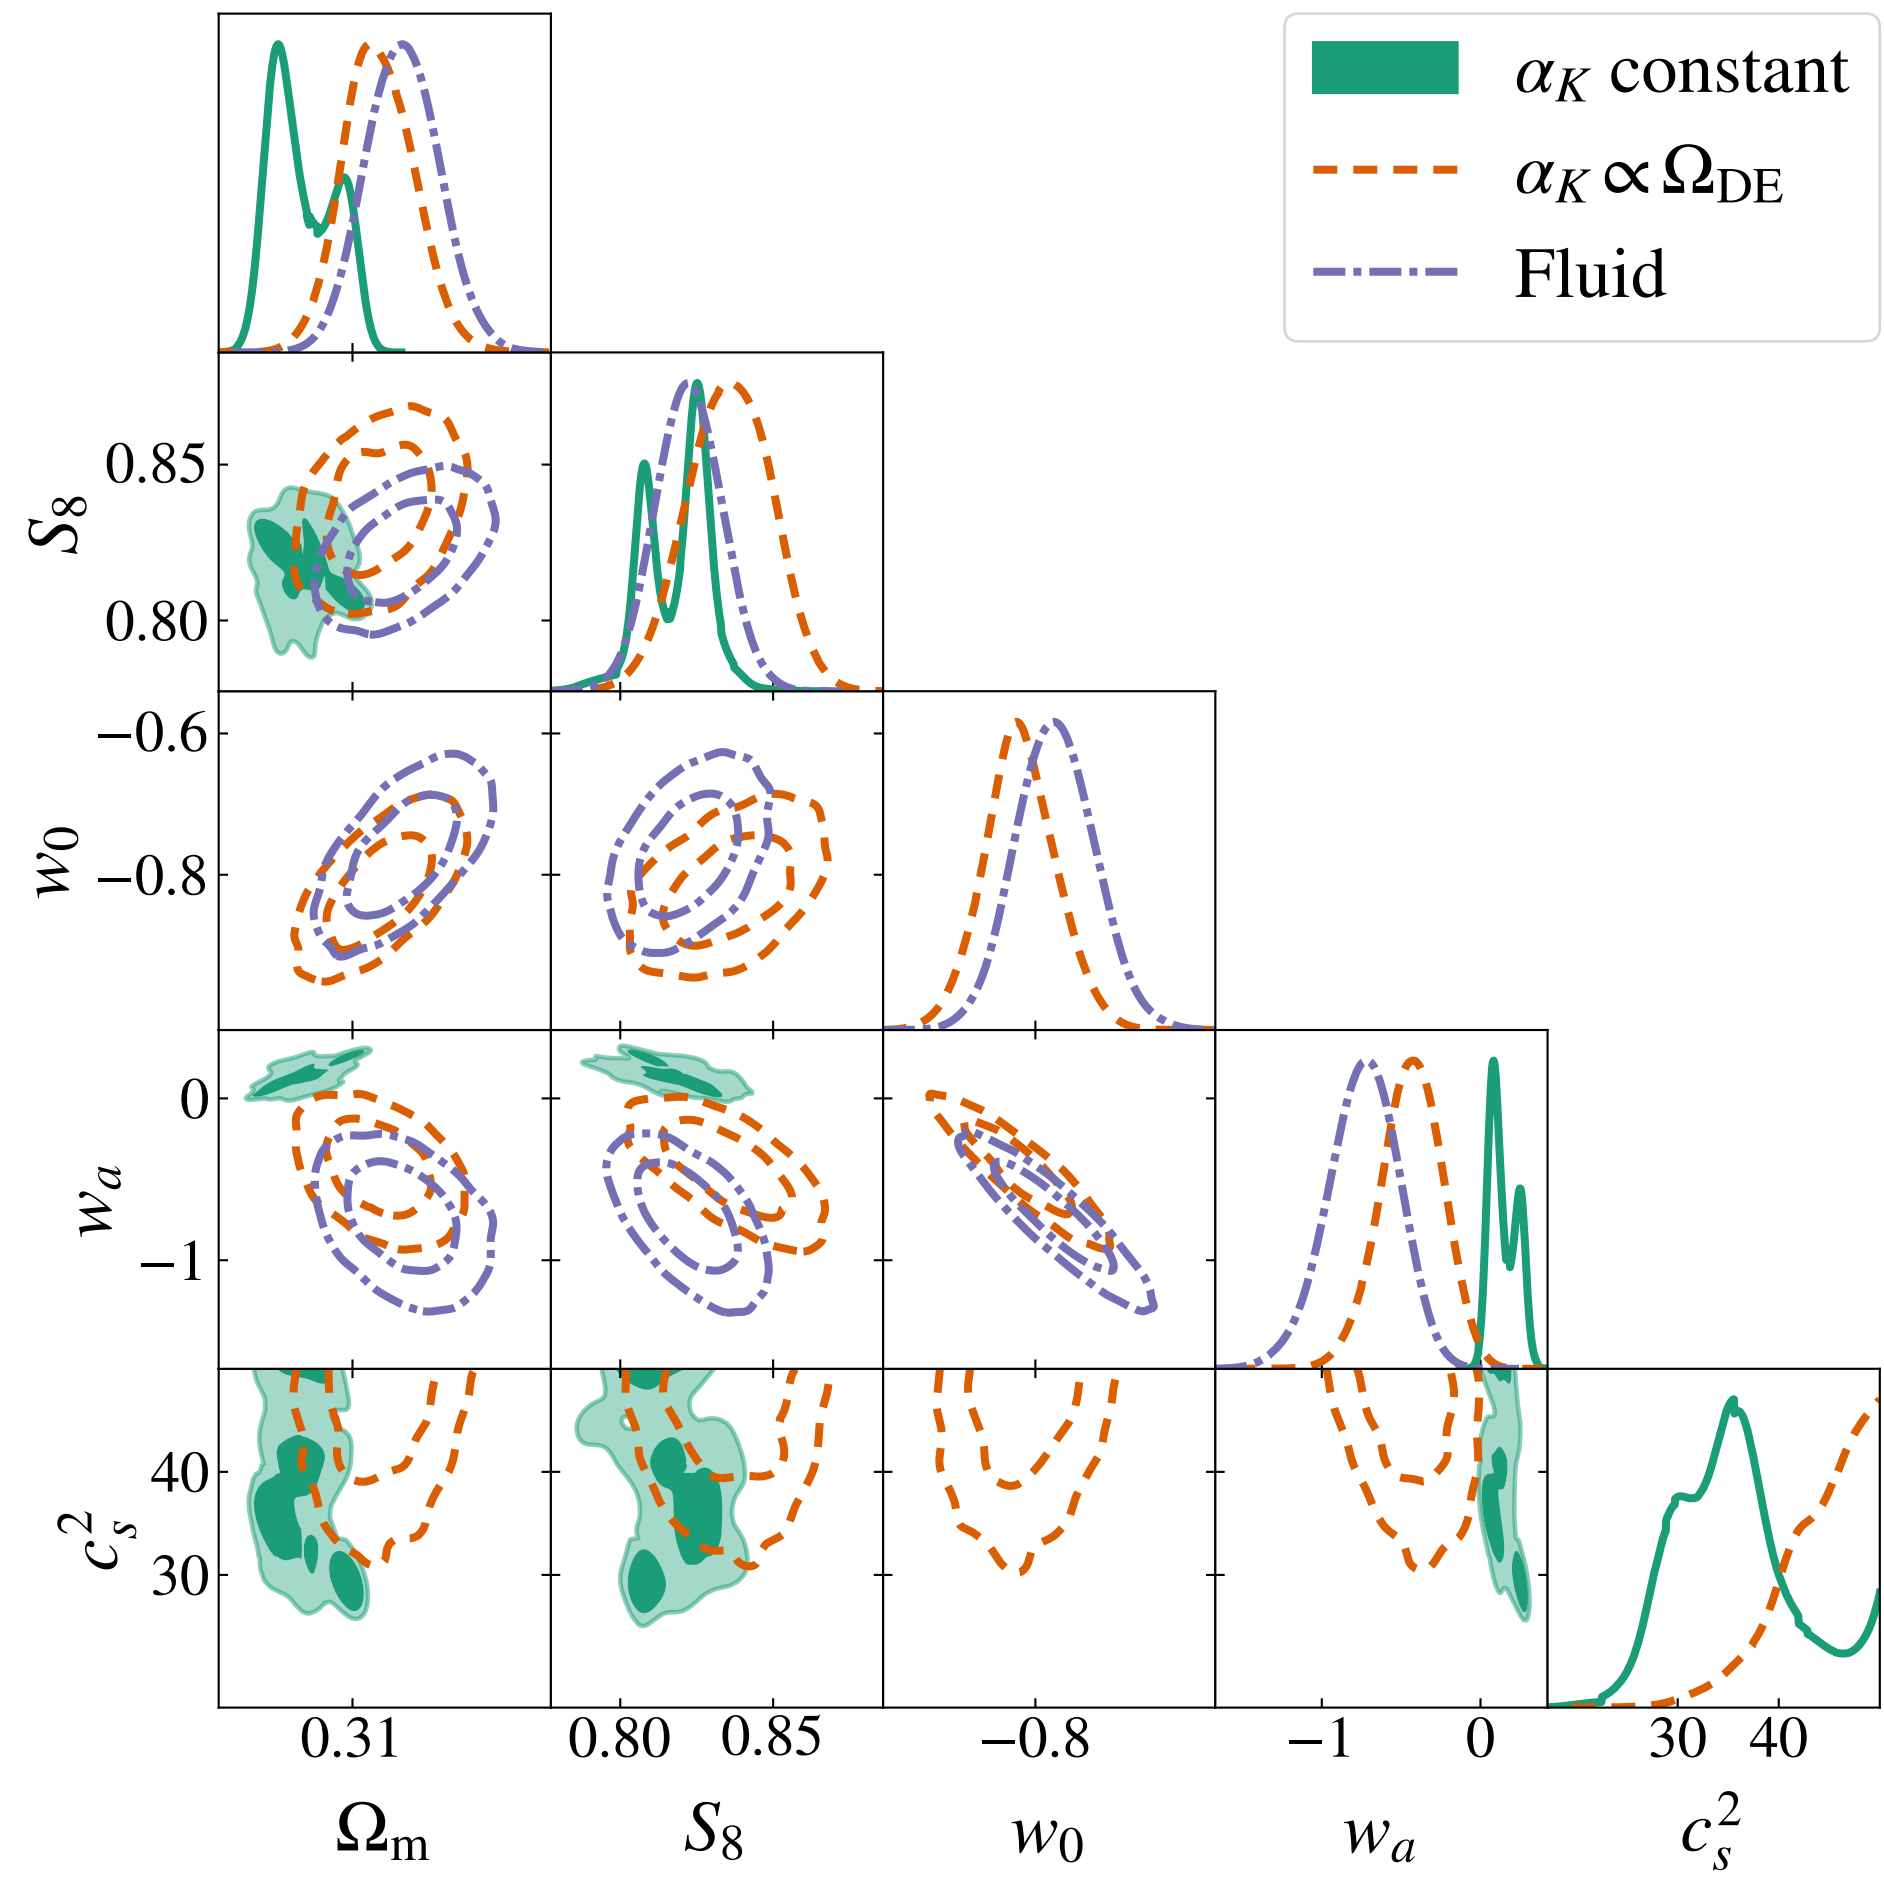 α_K constant
α_K ∝ Ω_DE
Fluid
S_8
0.85
0.80
w_0
−0.6
−0.8
w_a
0
−1
c_s^2
40
30
0.31 0.80 0.85 −0.8 −1 0 30 40
Ω_m S_8 w_0 w_a c_s^2